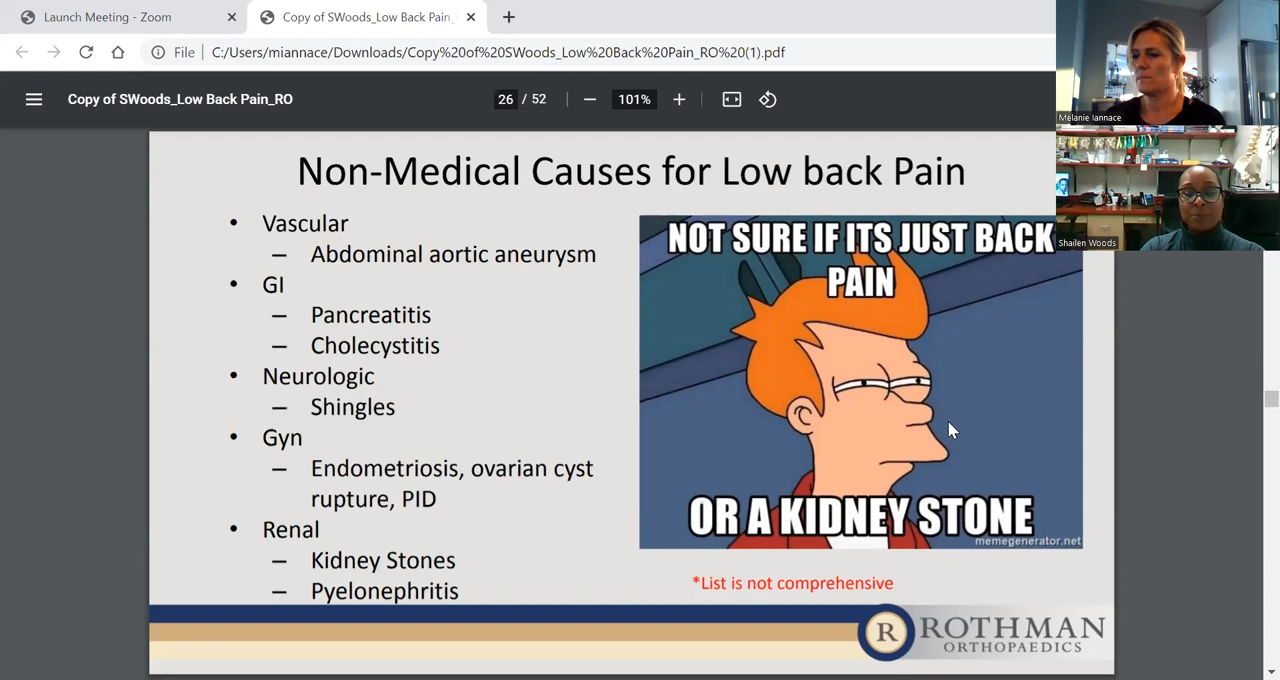 Launch Meeting - Zoom
Copy of SWoods_Low Back Pain_
File
C:/Users/miannace/Downloads/Copy%20of%20SWoods_Low%20Back%20Pain_RO%20(1).pdf
Copy of SWoods_Low Back Pain_RO
26 / 52
101%
Melanie Iannace
Shailen Woods
Non-Medical Causes for Low back Pain
• Vascular
– Abdominal aortic aneurysm
• GI
– Pancreatitis
– Cholecystitis
• Neurologic
– Shingles
• Gyn
– Endometriosis, ovarian cyst
rupture, PID
• Renal
– Kidney Stones
– Pyelonephritis
NOT SURE IF ITS JUST BACK
PAIN
OR A KIDNEY STONE
memegenerator.net
*List is not comprehensive
R ROTHMAN
ORTHOPAEDICS